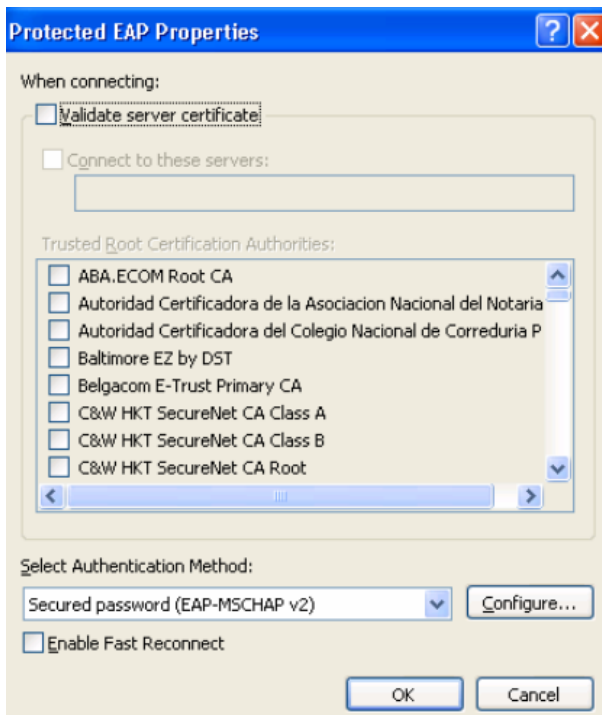 Protected EAP Properties
When connecting:
Validate server certificate
Connect to these servers:
Trusted Root Certification Authorities:
ABA.ECOM Root CA
Autoridad Certificadora de la Asociacion Nacional del Notaria
Autoridad Certificadora del Colegio Nacional de Correduria P
Baltimore EZ by DST
Belgacom E-Trust Primary CA
C&W HKT SecureNet CA Class A
C&W HKT SecureNet CA Class B
C&W HKT SecureNet CA Root
Select Authentication Method:
Secured password (EAP-MSCHAP v2)
Configure...
Enable Fast Reconnect
OK Cancel